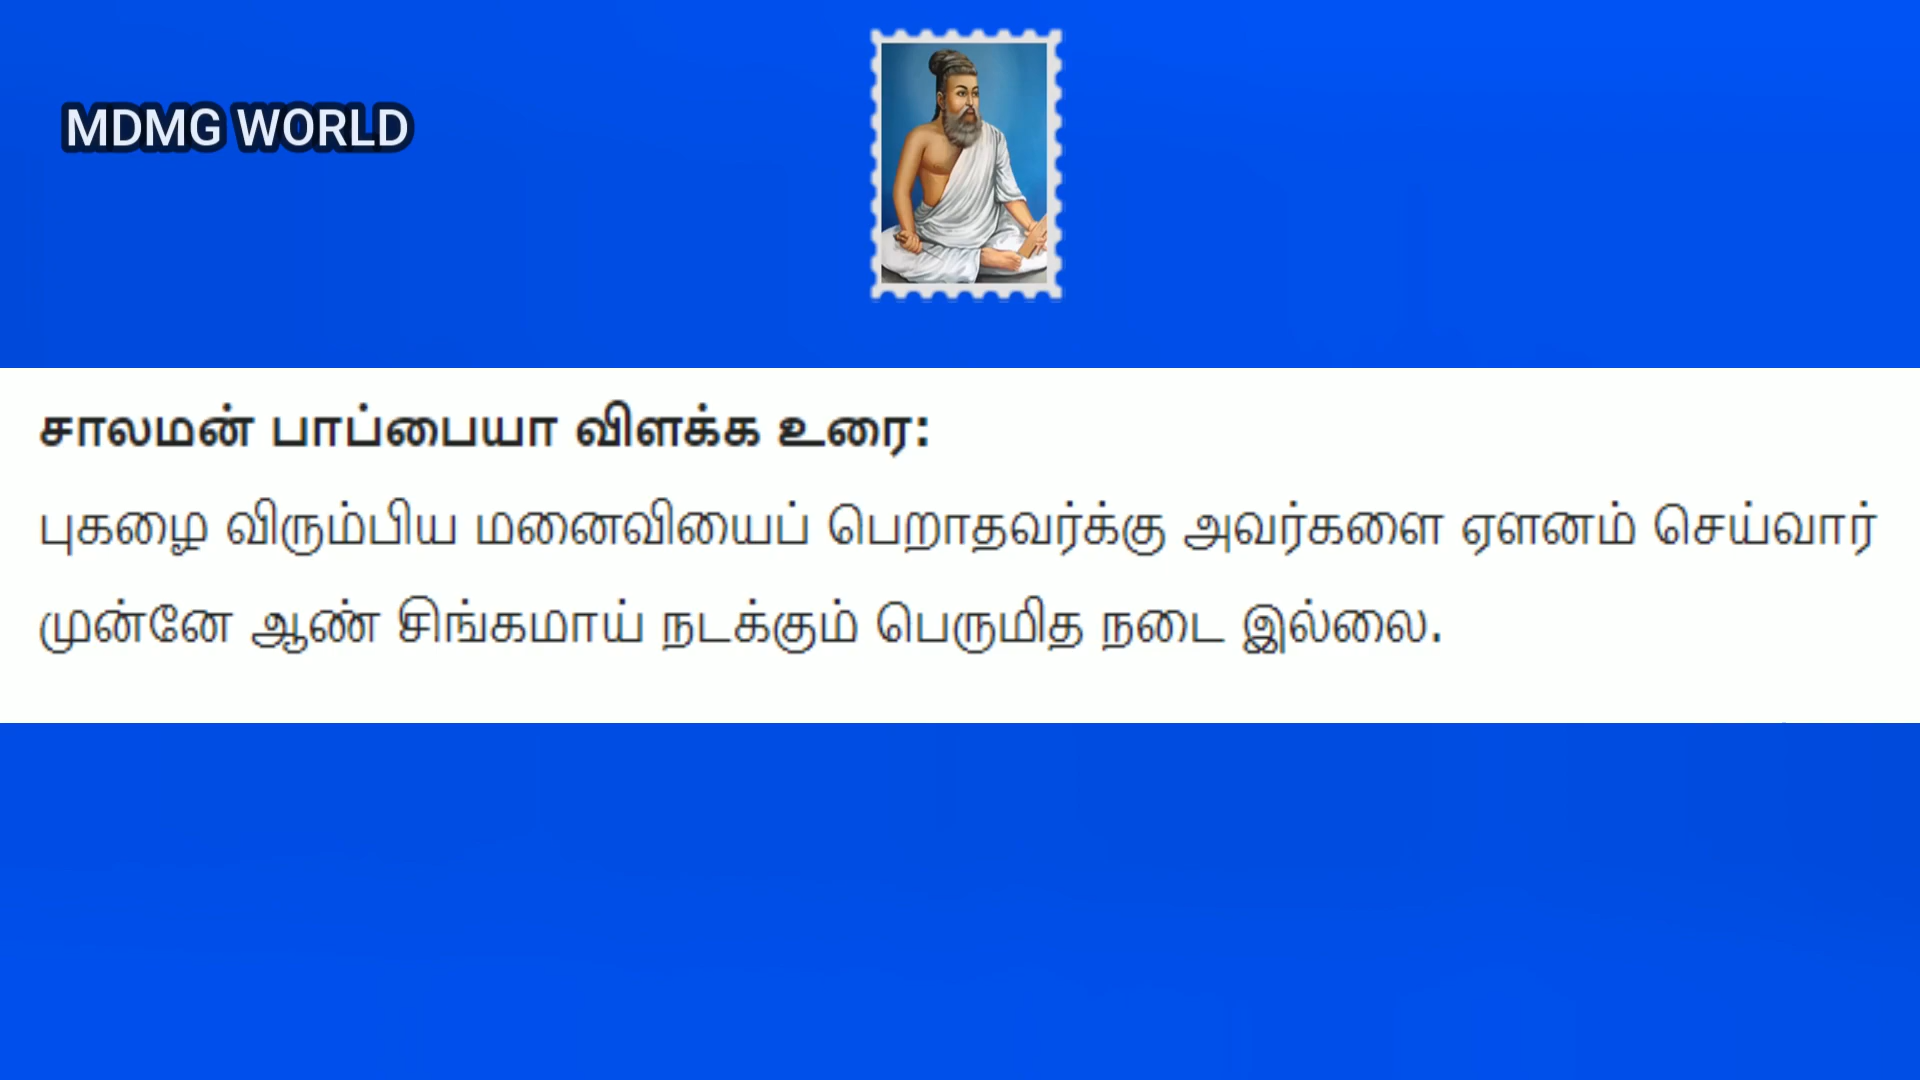 MDMG WORLD
சாலமன் பாப்பையா விளக்க உரை:
புகழை விரும்பிய மனைவியைப் பெறாதவர்க்கு அவர்களை ஏளனம் செய்வார்
முன்னே ஆண் சிங்கமாய் நடக்கும் பெருமித நடை இல்லை.